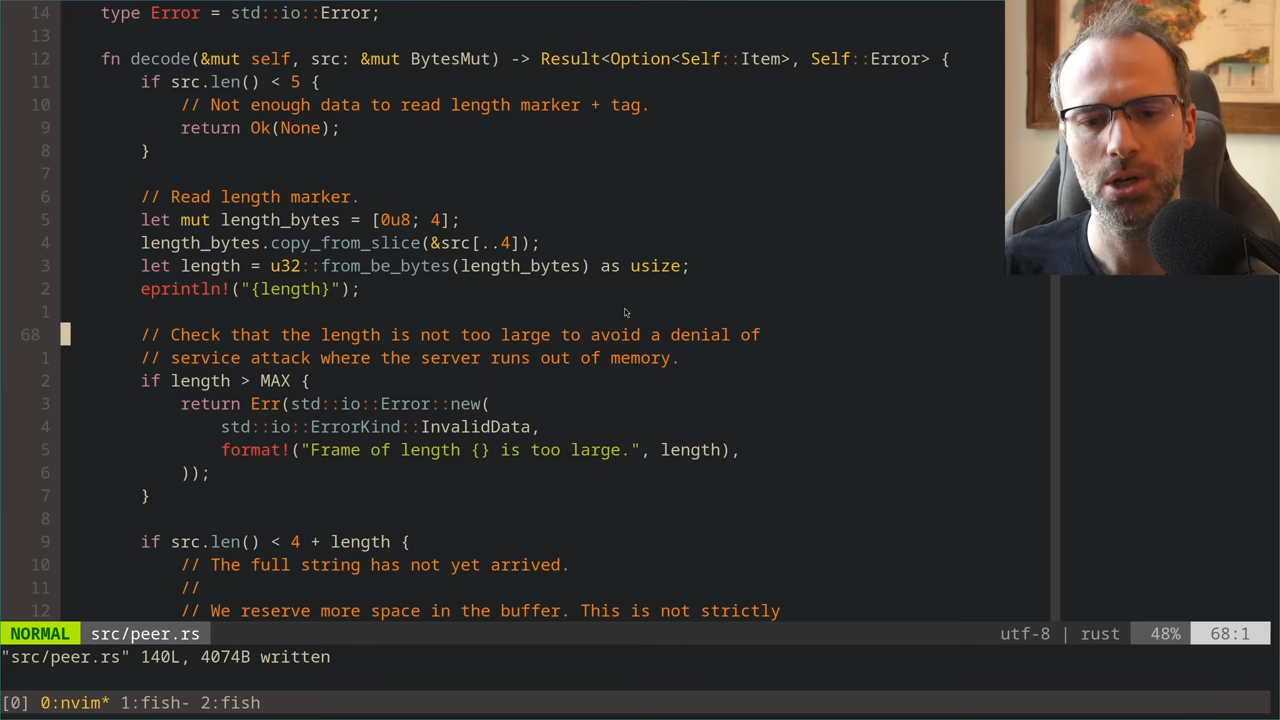 14 type Error = std::io::Error;
13
12 fn decode(&mut self, src: &mut BytesMut) -> Result<Option<Self::Item>, Self::Error> {
11 if src.len() < 5 {
10 // Not enough data to read length marker + tag.
9 return Ok(None);
8 }
7
6 // Read length marker.
5 let mut length_bytes = [0u8; 4];
4 length_bytes.copy_from_slice(&src[..4]);
3 let length = u32::from_be_bytes(length_bytes) as usize;
2 eprintln!("{length}");
1
68 // Check that the length is not too large to avoid a denial of
1 // service attack where the server runs out of memory.
2 if length > MAX {
3 return Err(std::io::Error::new(
4 std::io::ErrorKind::InvalidData,
5 format!("Frame of length {} is too large.", length),
6 ));
7 }
8
9 if src.len() < 4 + length {
10 // The full string has not yet arrived.
11 //
12 // We reserve more space in the buffer. This is not strictly
NORMAL src/peer.rs utf-8 | rust 48% 68:1
"src/peer.rs" 140L, 4074B written
[0] 0:nvim* 1:fish- 2:fish